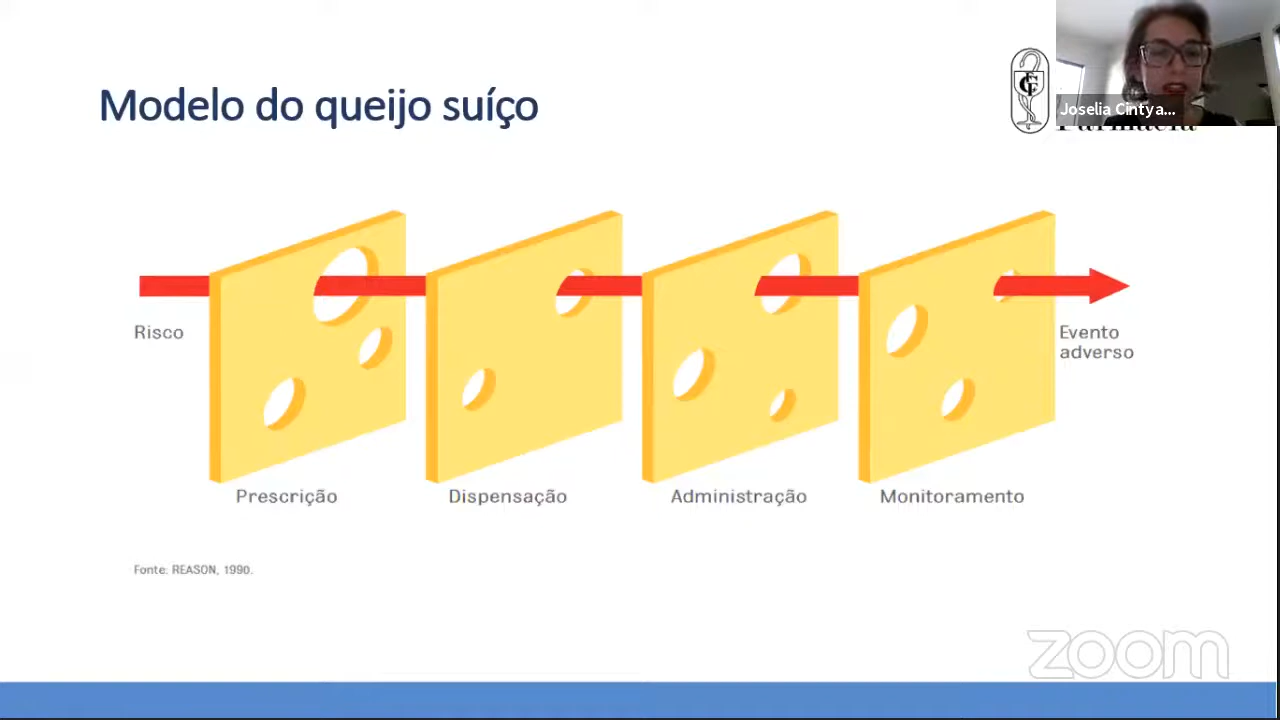 Modelo do queijo suíço
Joselia Cintya...
Farmácia
Risco
Evento
adverso
Prescrição
Dispensação
Administração
Monitoramento
Fonte: REASON, 1990.
zoom